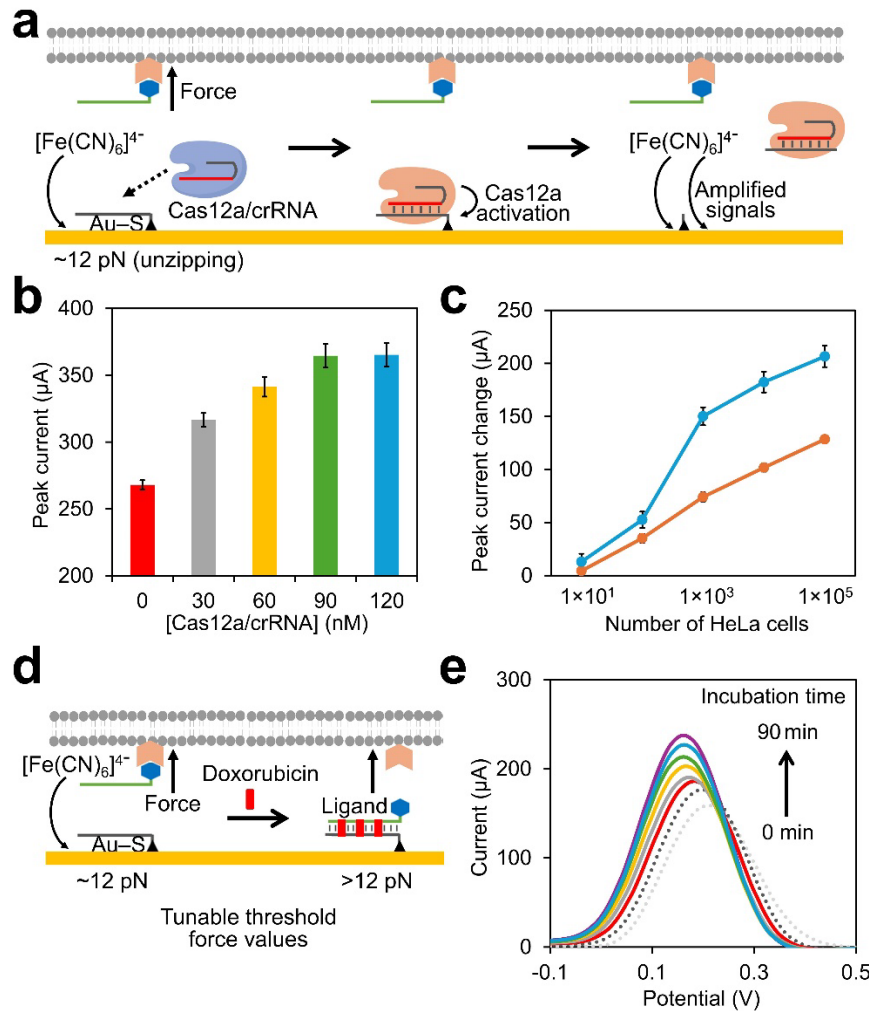 a
Force
[Fe(CN)₆]⁴⁻
Cas12a/crRNA
Au–S
~12 pN (unzipping)
Cas12a
activation
[Fe(CN)₆]⁴⁻
Amplified
signals
b
Peak current (µA)
400
350
300
250
200
0 30 60 90 120
[Cas12a/crRNA] (nM)
c
Peak current change (µA)
250
200
150
100
50
0
1×10¹ 1×10³ 1×10⁵
Number of HeLa cells
d
[Fe(CN)₆]⁴⁻
Force
Doxorubicin
Ligand
Au–S
~12 pN
>12 pN
Tunable threshold
force values
e
Current (µA)
300
200
100
0
Incubation time
90 min
0 min
-0.1 0.1 0.3 0.5
Potential (V)